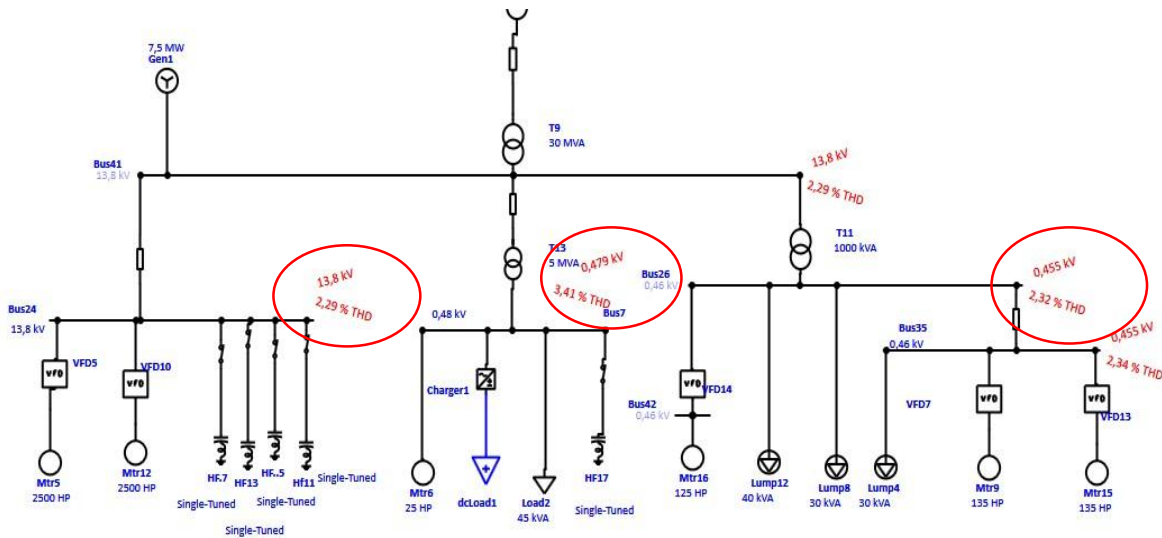 7,5 MW
Gen1
T9
30 MVA
Bus41
13,8 kV
13,8 kV
2,29 % THD
T11
1000 kVA
T13
5 MVA
0,479 kV
3,41 % THD
Bus7
Bus26
0,46 kV
0,455 kV
2,32 % THD
13,8 kV
2,29 % THD
Bus24
13,8 kV
0,48 kV
Bus35
0,46 kV
0,455 kV
2,34 % THD
VFD5
vfD
VFD10
vfD
Charger1
VFD14
vfD
Bus42
0,46 kV
VFD7
vfD
VFD13
vfD
Mtr5
2500 HP
Mtr12
2500 HP
HF.7
HF13
HF..5
Hf11
Single-Tuned
Single-Tuned
Single-Tuned
Single-Tuned
Mtr6
25 HP
dcLoad1
Load2
45 kVA
HF17
Single-Tuned
Mtr16
125 HP
Lump12
40 kVA
Lump8
30 kVA
Lump4
30 kVA
Mtr9
135 HP
Mtr15
135 HP